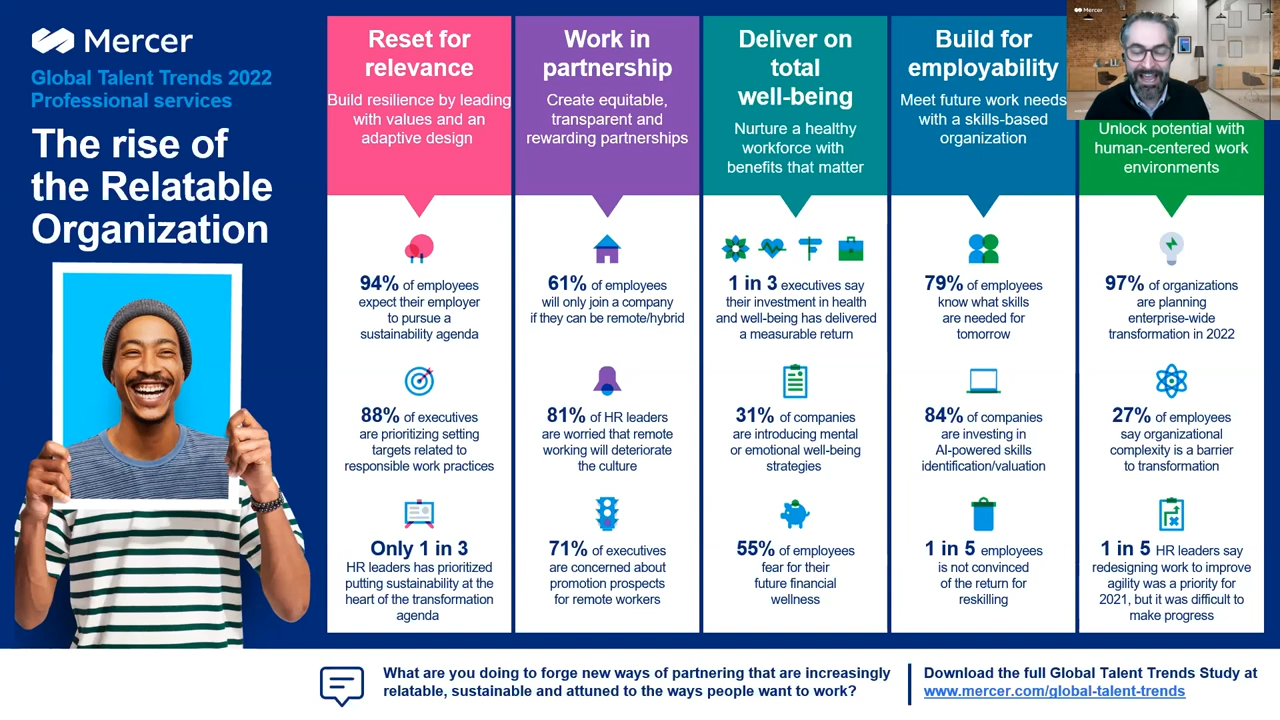 Mercer
Global Talent Trends 2022
Professional services
The rise of
the Relatable
Organization
Reset for
relevance
Build resilience by leading
with values and an
adaptive design
94% of employees
expect their employer
to pursue a
sustainability agenda
88% of executives
are prioritizing setting
targets related to
responsible work practices
Only 1 in 3
HR leaders has prioritized
putting sustainability at the
heart of the transformation
agenda
Work in
partnership
Create equitable,
transparent and
rewarding partnerships
61% of employees
will only join a company
if they can be remote/hybrid
81% of HR leaders
are worried that remote
working will deteriorate
the culture
71% of executives
are concerned about
promotion prospects
for remote workers
Deliver on
total
well-being
Nurture a healthy
workforce with
benefits that matter
1 in 3 executives say
their investment in health
and well-being has delivered
a measurable return
31% of companies
are introducing mental
or emotional well-being
strategies
55% of employees
fear for their
future financial
wellness
Build for
employability
Meet future work needs
with a skills-based
organization
79% of employees
know what skills
are needed for
tomorrow
84% of companies
are investing in
AI-powered skills
identification/valuation
1 in 5 employees
is not convinced
of the return for
reskilling
Mercer
Unlock potential with
human-centered work
environments
97% of organizations
are planning
enterprise-wide
transformation in 2022
27% of employees
say organizational
complexity is a barrier
to transformation
1 in 5 HR leaders say
redesigning work to improve
agility was a priority for
2021, but it was difficult to
make progress
What are you doing to forge new ways of partnering that are increasingly
relatable, sustainable and attuned to the ways people want to work?
Download the full Global Talent Trends Study at
www.mercer.com/global-talent-trends